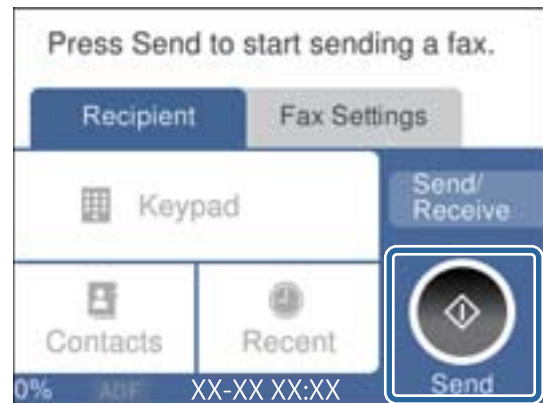 Press Send to start sending a fax.
Recipient
Fax Settings
Keypad
Send/
Receive
Contacts
Recent
Send
0%
ADF
XX-XX XX:XX